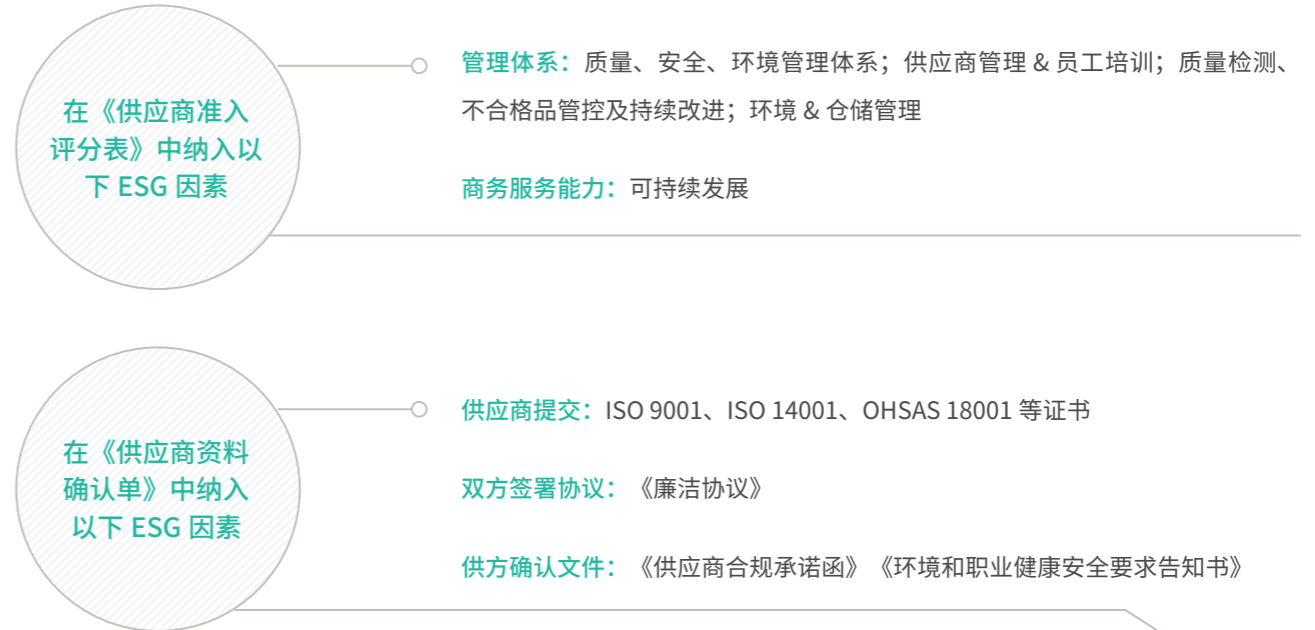 在《供应商准入
评分表》中纳入以
下 ESG 因素
管理体系：质量、安全、环境管理体系；供应商管理 & 员工培训；质量检测、
不合格品管控及持续改进；环境 & 仓储管理
商务服务能力：可持续发展
在《供应商资料
确认单》中纳入
以下 ESG 因素
供应商提交：ISO 9001、ISO 14001、OHSAS 18001 等证书
双方签署协议：《廉洁协议》
供方确认文件：《供应商合规承诺函》《环境和职业健康安全要求告知书》